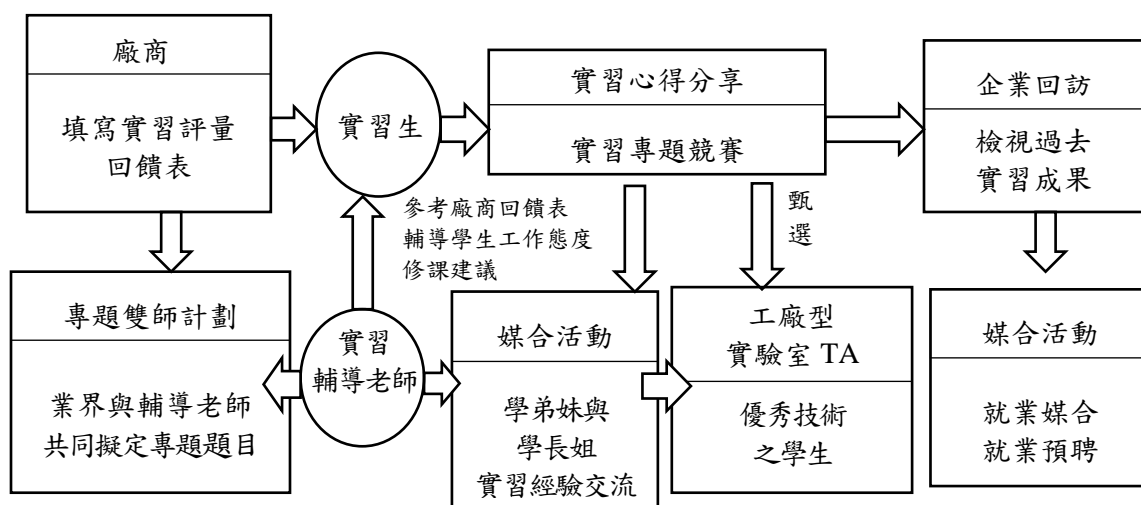 廠商
填寫實習評量
回饋表
實習生
實習心得分享
實習專題競賽
企業回訪
檢視過去
實習成果
參考廠商回饋表
輔導學生工作態度
修課建議
甄
選
專題雙師計劃
業界與輔導老師
共同擬定專題題目
實習
輔導老師
媒合活動
學弟妹與
學長姐
實習經驗交流
工廠型
實驗室 TA
優秀技術
之學生
媒合活動
就業媒合
就業預聘